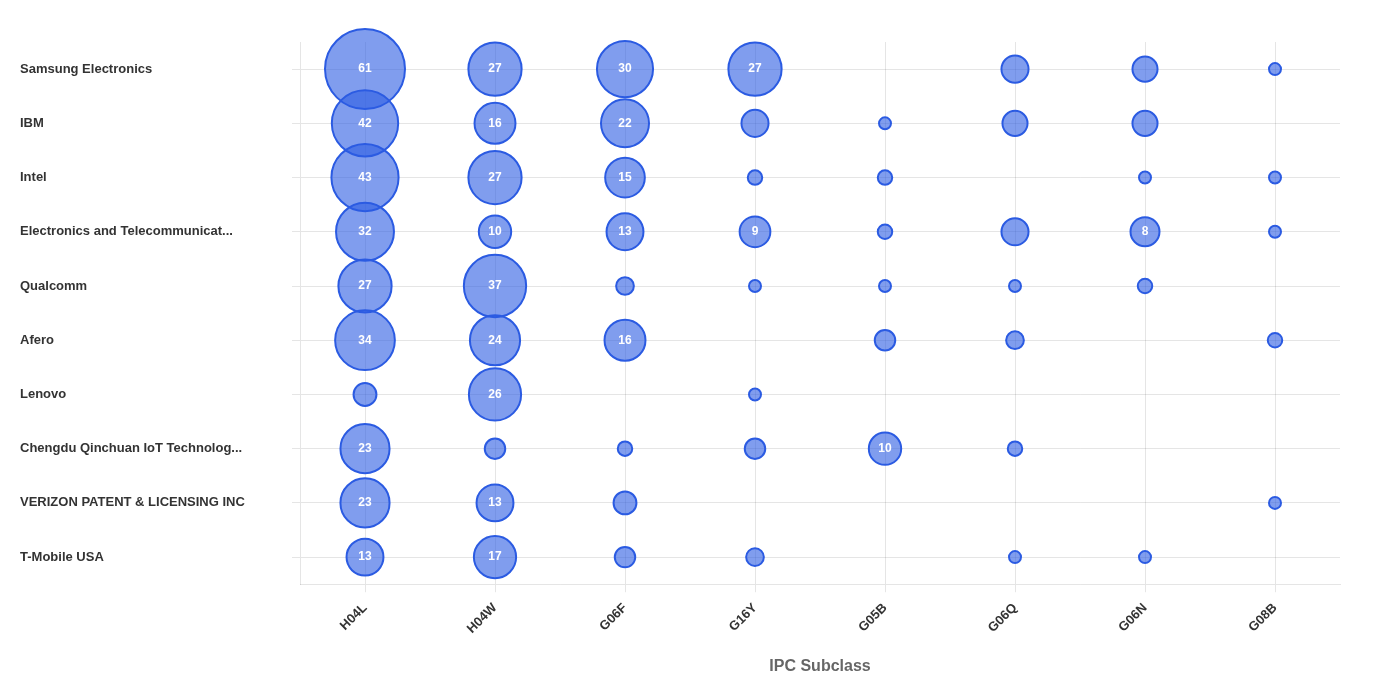 Samsung Electronics 61 27 30 27
IBM 42 16 22
Intel 43 27 15
Electronics and Telecommunicat... 32 10 13 9 8
Qualcomm 27 37
Afero 34 24 16
Lenovo 26
Chengdu Qinchuan IoT Technolog... 23 10
VERIZON PATENT & LICENSING INC 23 13
T-Mobile USA 13 17
H04L H04W G06F G16Y G05B G06Q G06N G08B
IPC Subclass